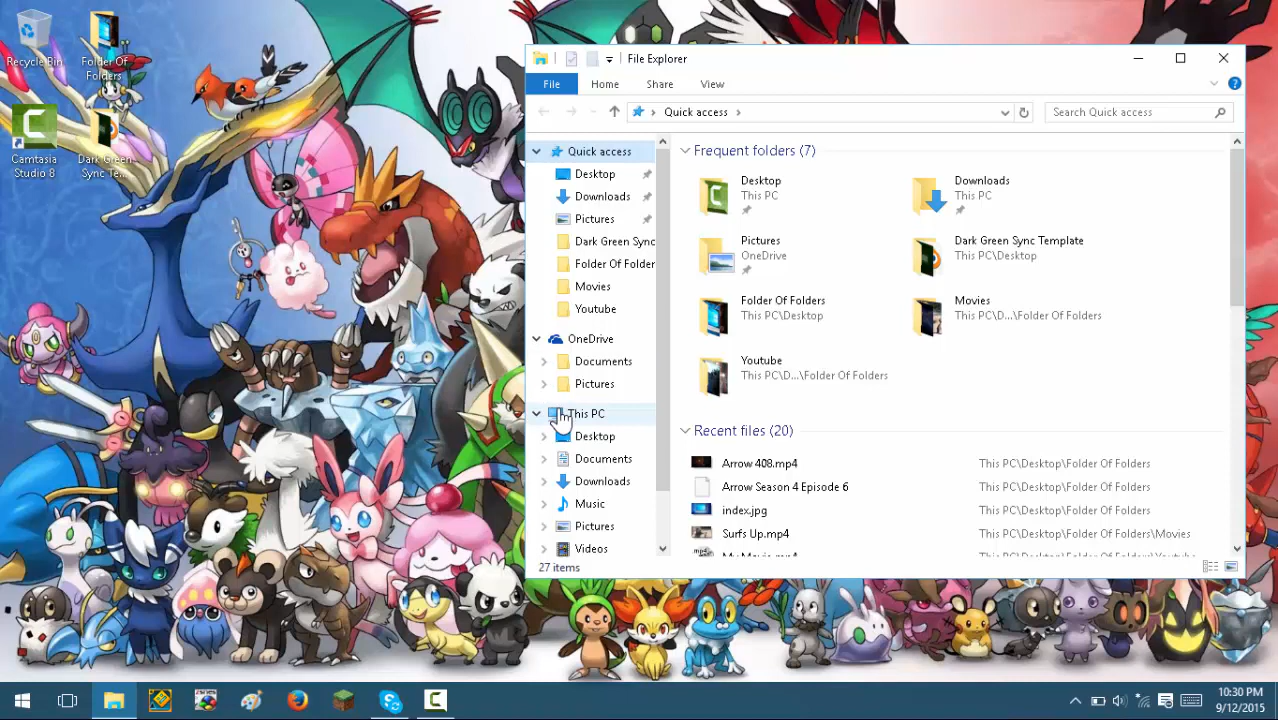 Recycle Bin
Folder Of
Folders
Camtasia
Studio 8
Dark Green
Sync Te...
File Explorer
File
Home
Share
View
Quick access
Search Quick access
Quick access
Desktop
Downloads
Pictures
Dark Green Sync
Folder Of Folder
Movies
Youtube
OneDrive
Documents
Pictures
This PC
Desktop
Documents
Downloads
Music
Pictures
Videos
Frequent folders (7)
Desktop
This PC
Downloads
This PC
Pictures
OneDrive
Dark Green Sync Template
This PC\Desktop
Folder Of Folders
This PC\Desktop
Movies
This PC\D...\Folder Of Folders
Youtube
This PC\D...\Folder Of Folders
Recent files (20)
Arrow 408.mp4 This PC\Desktop\Folder Of Folders
Arrow Season 4 Episode 6 This PC\Desktop\Folder Of Folders
index.jpg This PC\Desktop\Folder Of Folders
Surfs Up.mp4 This PC\Desktop\Folder Of Folders\Movies
My Movie.mp4 This PC\Desktop\Folder Of Folders\Youtube
27 items
10:30 PM
9/12/2015